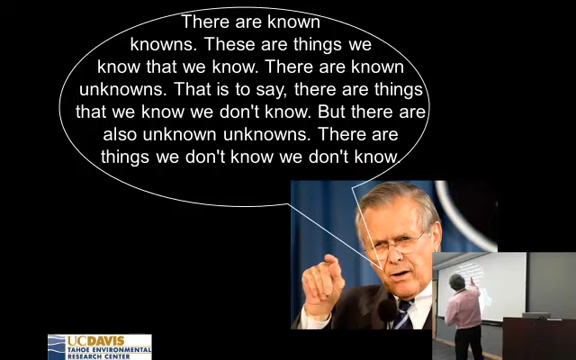 There are known
knowns. These are things we
know that we know. There are known
unknowns. That is to say, there are things
that we know we don't know. But there are
also unknown unknowns. There are
things we don't know we don't know.
UCDAVIS
TAHOE ENVIRONMENTAL
RESEARCH CENTER